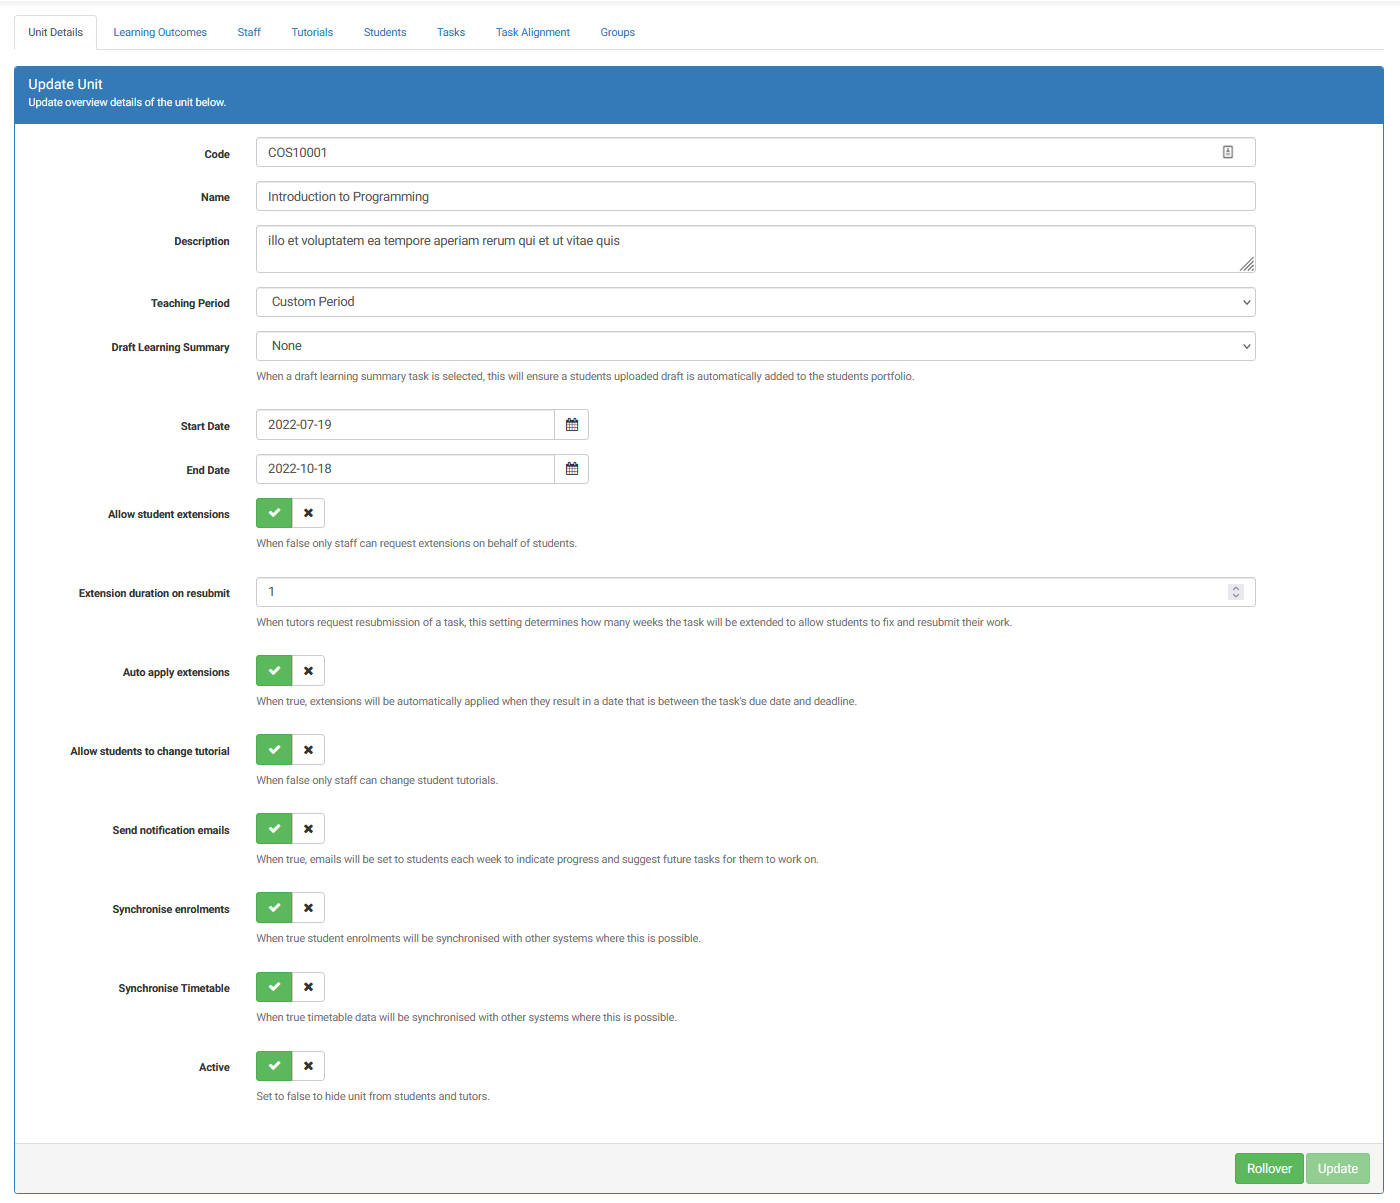 Unit Details Learning Outcomes Staff Tutorials Students Tasks Task Alignment Groups
Update Unit
Update overview details of the unit below.
Code COS10001
Name Introduction to Programming
Description illo et voluptatem ea tempore aperiam rerum qui et ut vitae quis
Teaching Period Custom Period
Draft Learning Summary None
When a draft learning summary task is selected, this will ensure a students uploaded draft is automatically added to the students portfolio.
Start Date 2022-07-19
End Date 2022-10-18
Allow student extensions
When false only staff can request extensions on behalf of students.
Extension duration on resubmit 1
When tutors request resubmission of a task, this setting determines how many weeks the task will be extended to allow students to fix and resubmit their work.
Auto apply extensions
When true, extensions will be automatically applied when they result in a date that is between the task's due date and deadline.
Allow students to change tutorial
When false only staff can change student tutorials.
Send notification emails
When true, emails will be set to students each week to indicate progress and suggest future tasks for them to work on.
Synchronise enrolments
When true student enrolments will be synchronised with other systems where this is possible.
Synchronise Timetable
When true timetable data will be synchronised with other systems where this is possible.
Active
Set to false to hide unit from students and tutors.
Rollover Update